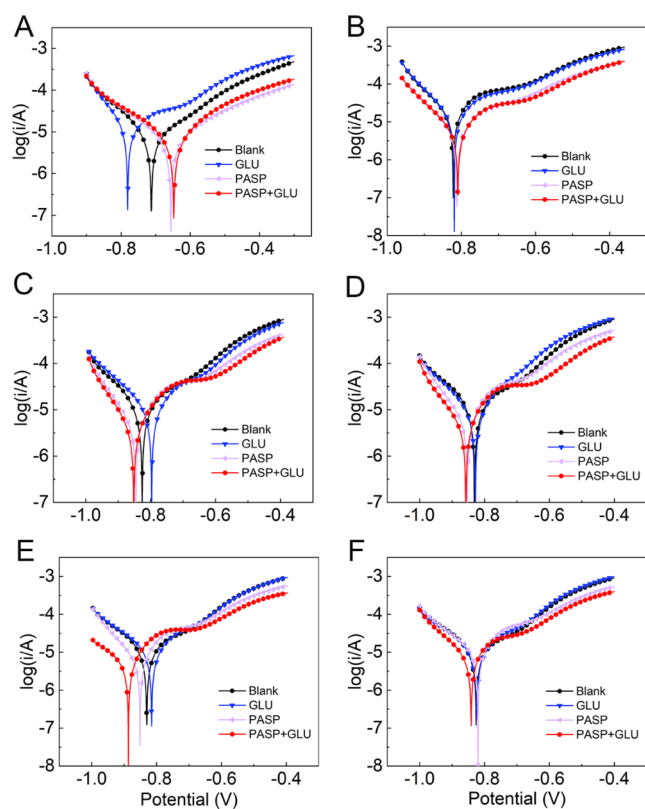 A
log(i/A)
-3
-4
-5
-6
-7
Blank
GLU
PASP
PASP+GLU
-1.0 -0.8 -0.6 -0.4
B
log(i/A)
-3
-4
-5
-6
-7
-8
Blank
GLU
PASP
PASP+GLU
-1.0 -0.8 -0.6 -0.4
C
log(i/A)
-3
-4
-5
-6
-7
Blank
GLU
PASP
PASP+GLU
-1.0 -0.8 -0.6 -0.4
D
log(i/A)
-3
-4
-5
-6
-7
Blank
GLU
PASP
PASP+GLU
-1.0 -0.8 -0.6 -0.4
E
log(i/A)
-3
-4
-5
-6
-7
-8
Blank
GLU
PASP
PASP+GLU
-1.0 -0.8 -0.6 -0.4
Potential (V)
F
log(i/A)
-3
-4
-5
-6
-7
-8
Blank
GLU
PASP
PASP+GLU
-1.0 -0.8 -0.6 -0.4
Potential (V)